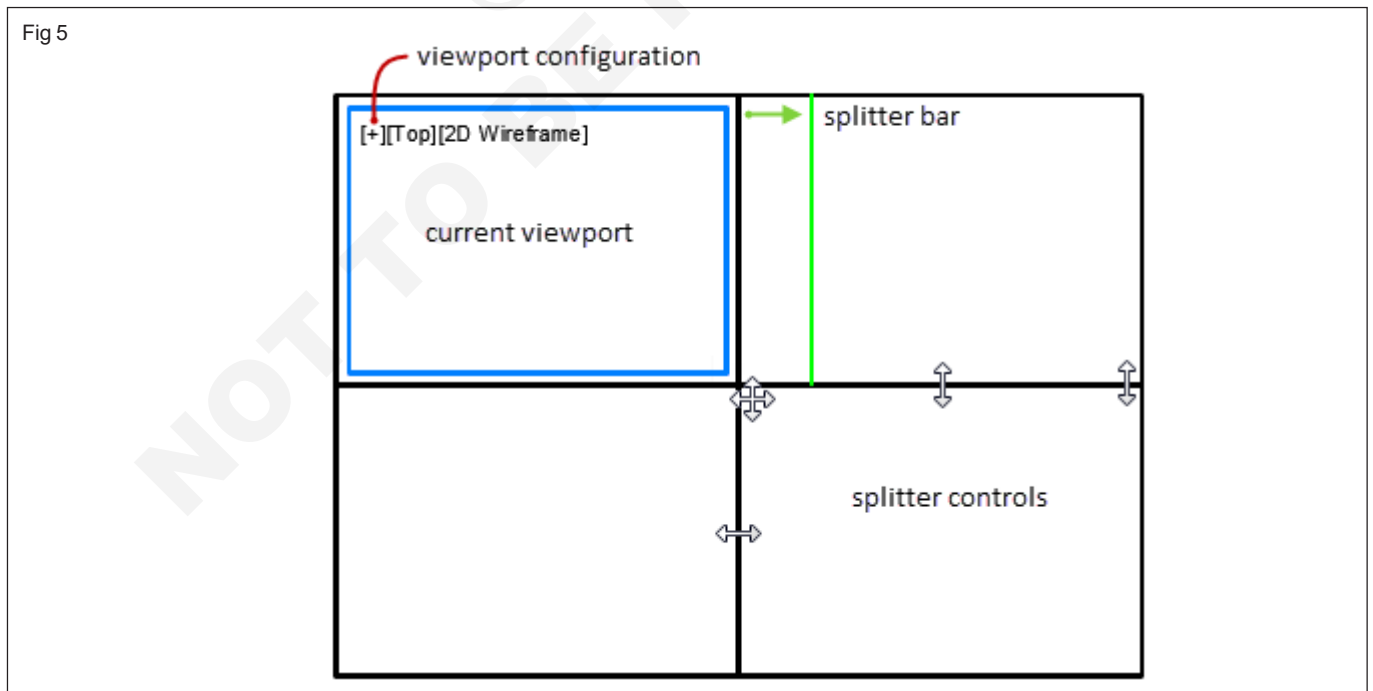 Fig 5
viewport configuration
[+][Top][2D Wireframe]
splitter bar
current viewport
splitter controls
NOT TO BE